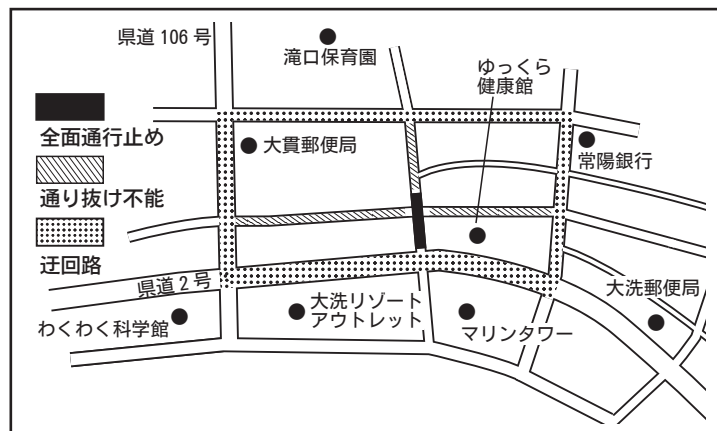 県道 106 号
滝口保育園
ゆっくら
健康館
全面通行止め
大貫郵便局
常陽銀行
通り抜け不能
迂回路
県道 2 号
大洗リゾート
アウトレット
大洗郵便局
わくわく科学館
マリンタワー